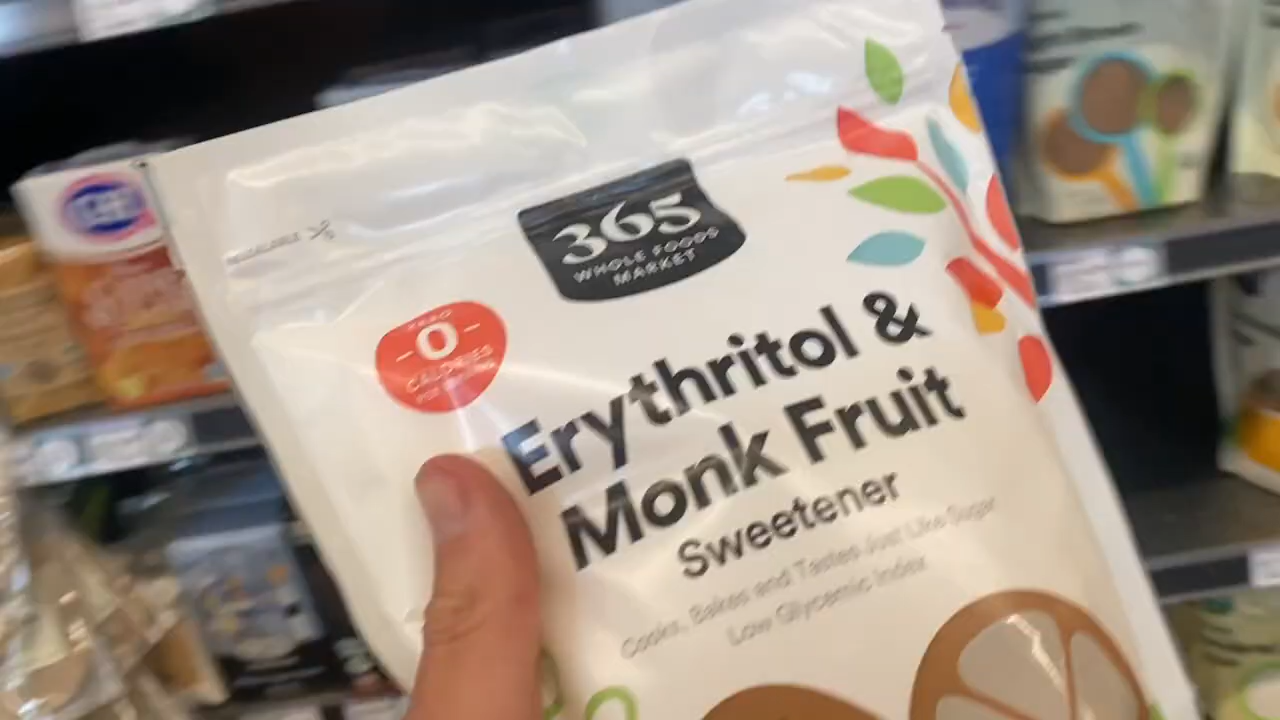 365
WHOLE FOODS
MARKET
ZERO
-0-
CALORIES
Erythritol &
Monk Fruit
Sweetener
Cooks, Bakes and Tastes Just Like Sugar
Low Glycemic Index